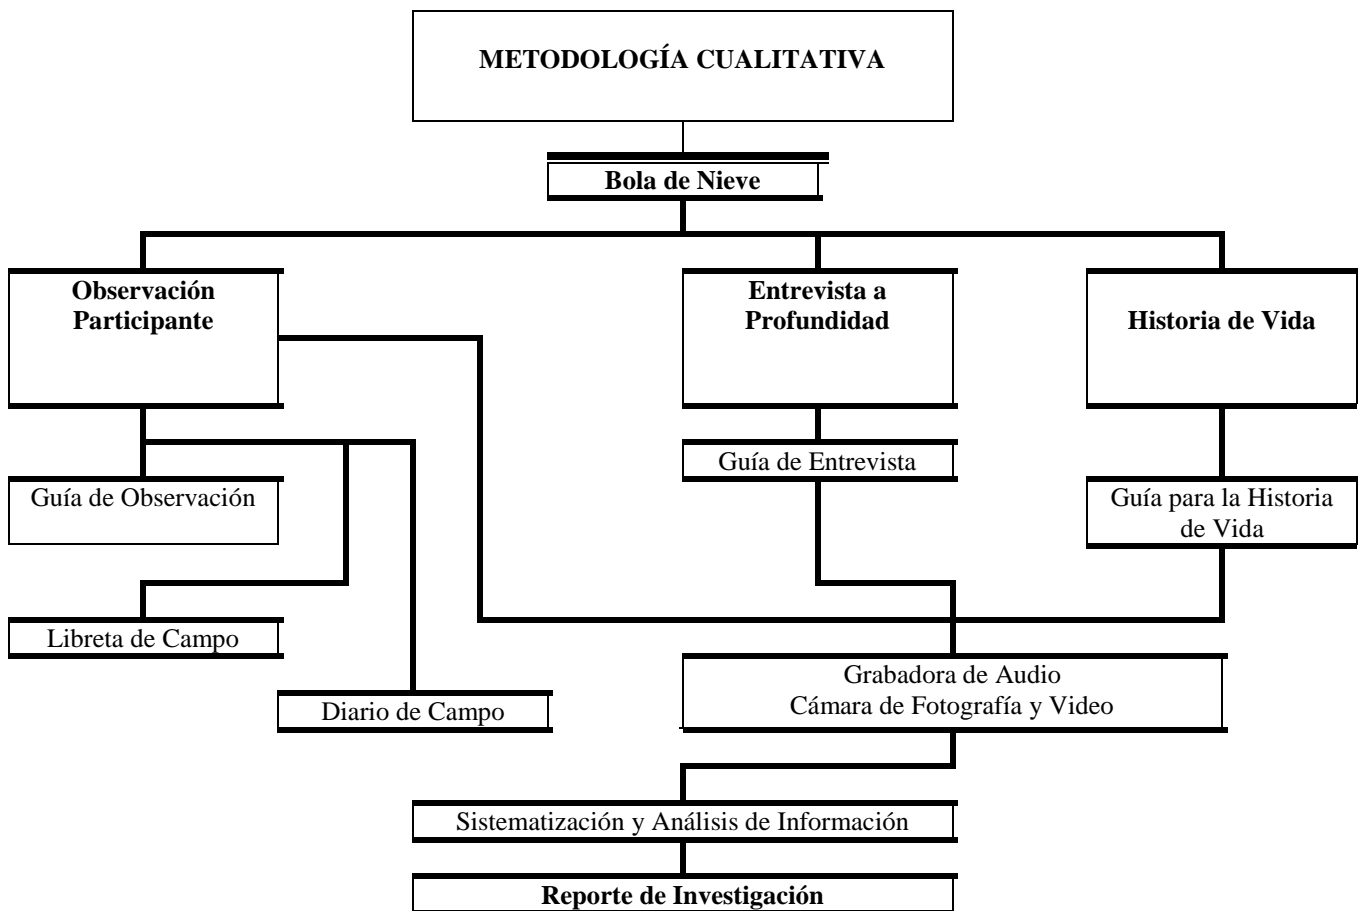 METODOLOGÍA CUALITATIVA
Bola de Nieve
Observación
Participante
Entrevista a
Profundidad
Historia de Vida
Guía de Entrevista
Guía de Observación
Guía para la Historia
de Vida
Libreta de Campo
Grabadora de Audio
Cámara de Fotografía y Video
Diario de Campo
Sistematización y Análisis de Información
Reporte de Investigación